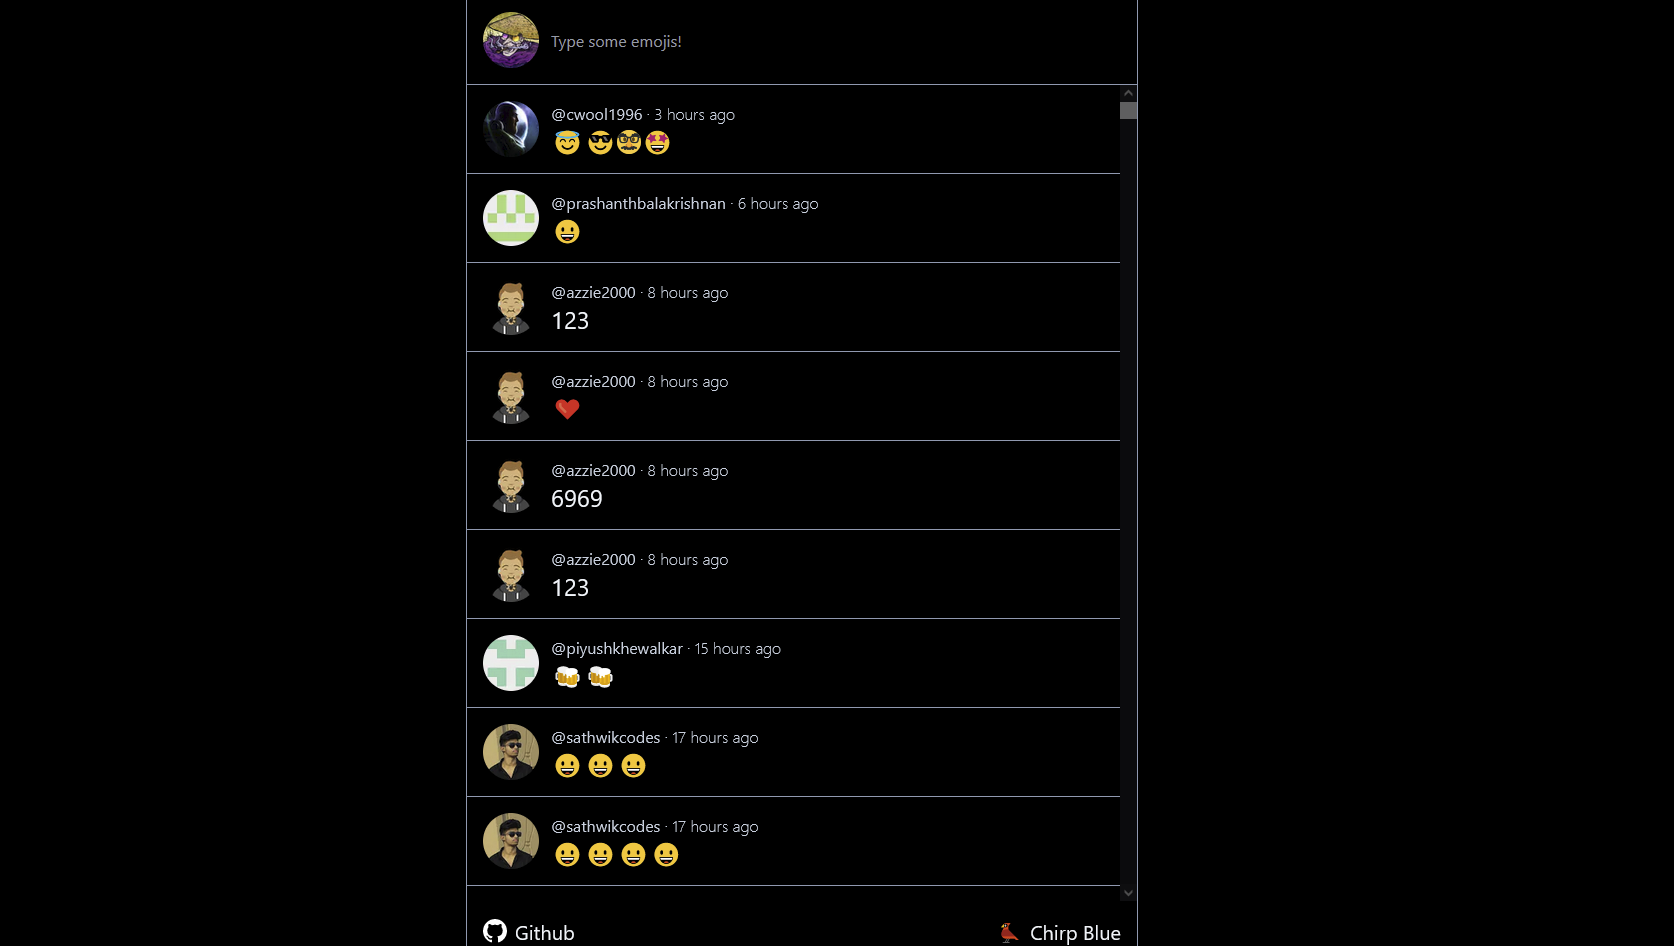 Type some emojis!
@cwool1996 · 3 hours ago
😇 😎🥸🤩
@prashanthbalakrishnan · 6 hours ago
😀
@azzie2000 · 8 hours ago
123
@azzie2000 · 8 hours ago
❤️
@azzie2000 · 8 hours ago
6969
@azzie2000 · 8 hours ago
123
@piyushkhewalkar · 15 hours ago
🍻 🍻
@sathwikcodes · 17 hours ago
😀 😀 😀
@sathwikcodes · 17 hours ago
😀 😀 😀 😀
Github
Chirp Blue